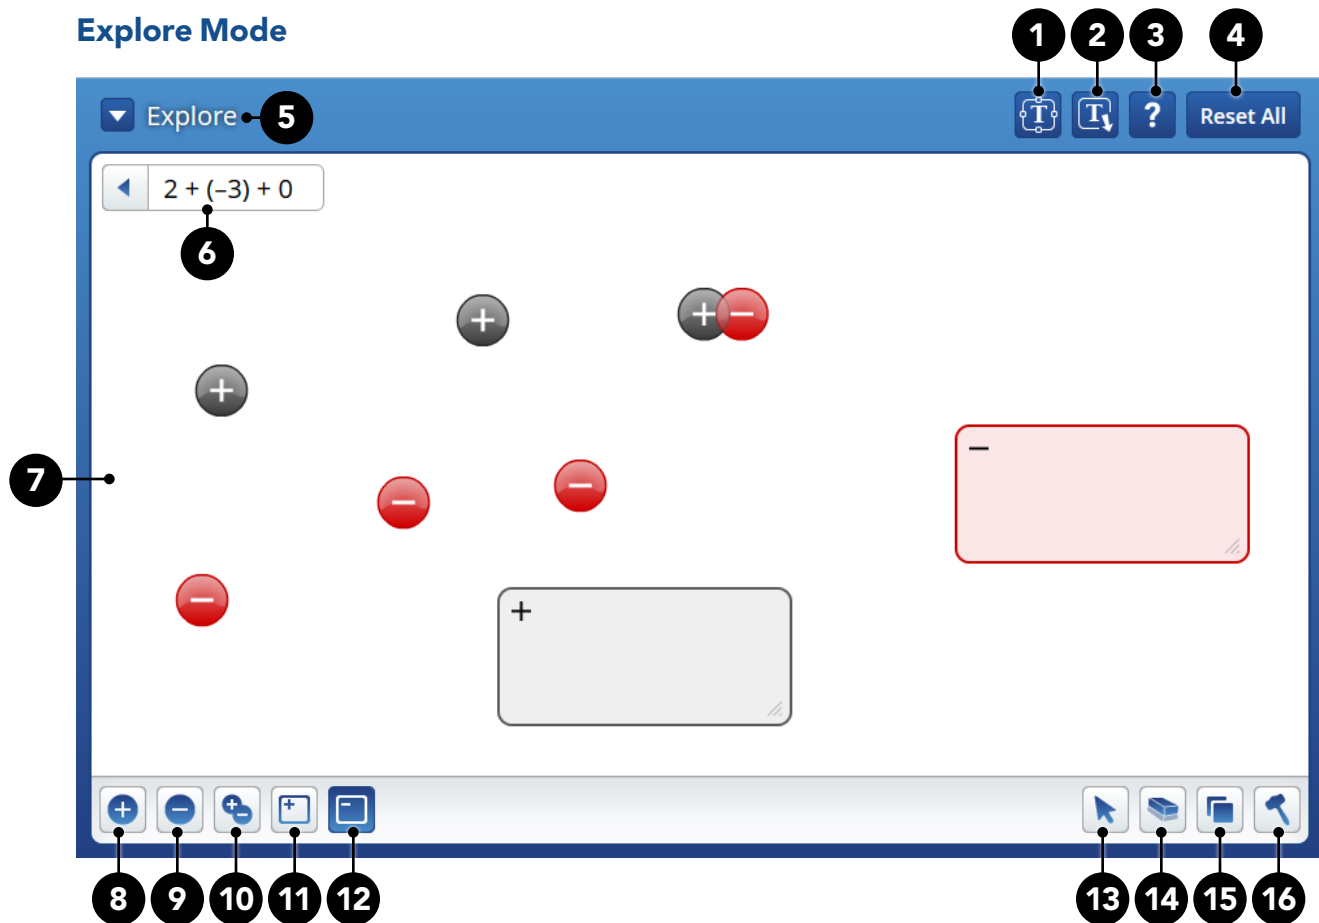 Explore Mode
1 2 3 4
Explore 5 T T ? Reset All
2 + (–3) + 0
6
+ + –
+
7
–
– –
–
+
+ – + – + –
8 9 10 11 12 13 14 15 16